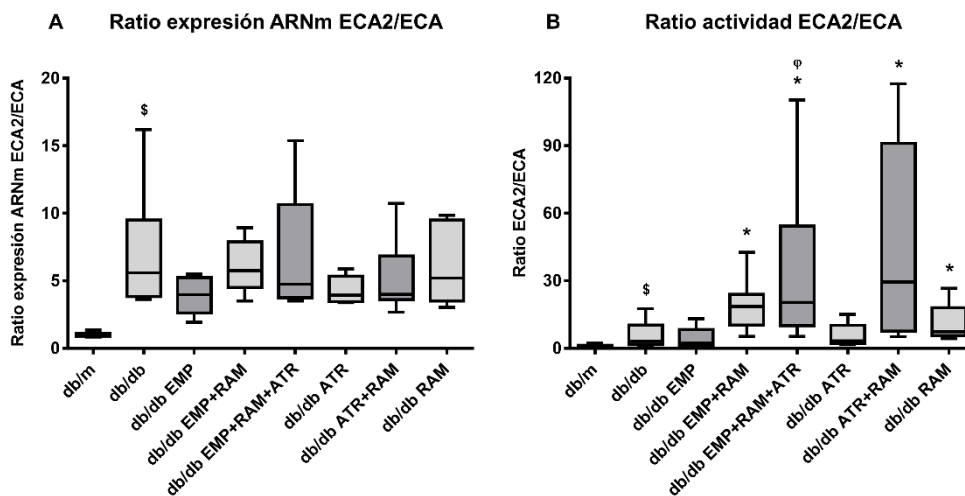 A Ratio expresión ARNm ECA2/ECA
Ratio expresión ARNm ECA2/ECA
20
15
10
5
0
$
db/m
db/db
db/db EMP
db/db EMP+RAM
db/db EMP+RAM+ATR
db/db ATR
db/db ATR+RAM
db/db RAM
B Ratio actividad ECA2/ECA
Ratio ECA2/ECA
120
90
60
30
0
$
*
φ
*
*
*
db/m
db/db
db/db EMP
db/db EMP+RAM
db/db EMP+RAM+ATR
db/db ATR
db/db ATR+RAM
db/db RAM